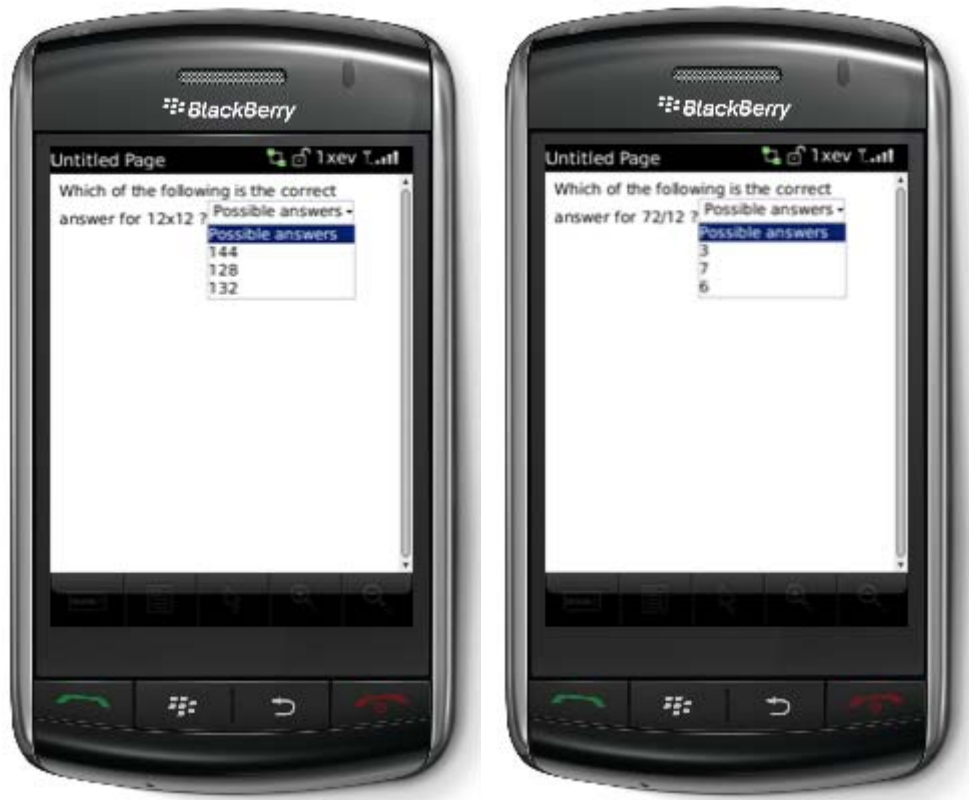 BlackBerry
Untitled Page 1xev
Which of the following is the correct
answer for 12x12 ? Possible answers
Possible answers
144
128
132
BlackBerry
Untitled Page 1xev
Which of the following is the correct
answer for 72/12 ? Possible answers
Possible answers
3
7
6